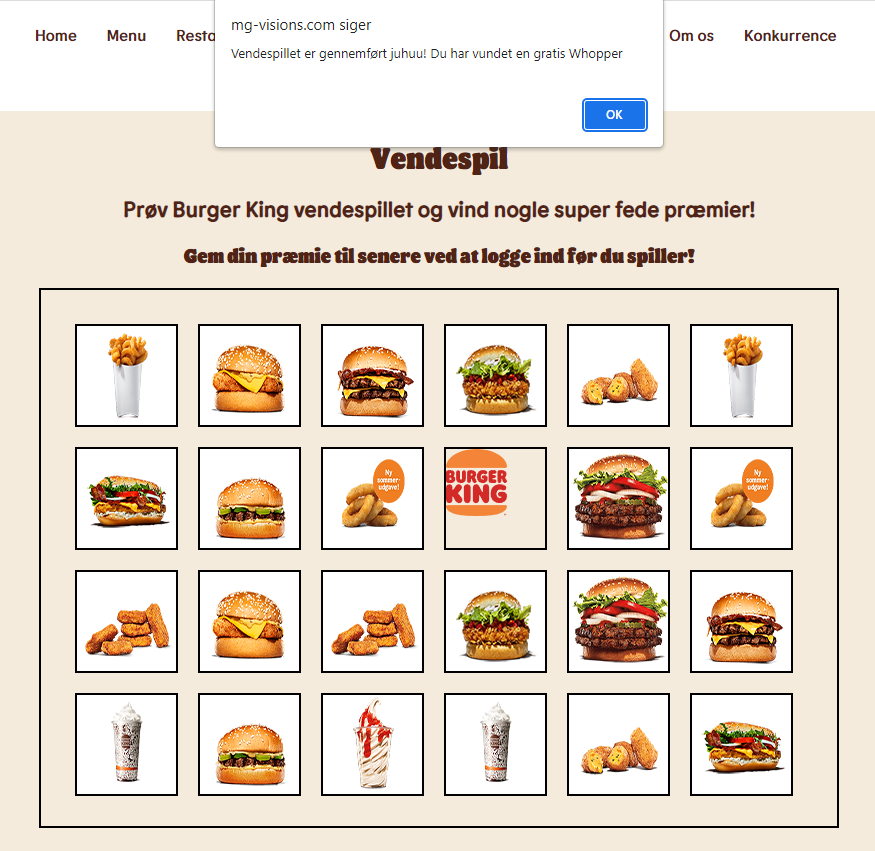 mg-visions.com siger
Vendespillet er gennemført juhuu! Du har vundet en gratis Whopper
OK
Home Menu Resta Om os Konkurrence
Vendespil
Prøv Burger King vendespillet og vind nogle super fede præmier!
Gem din præmie til senere ved at logge ind før du spiller!
Ny
sommer-
udgave!
BURGER
KING
Ny
sommer-
udgave!